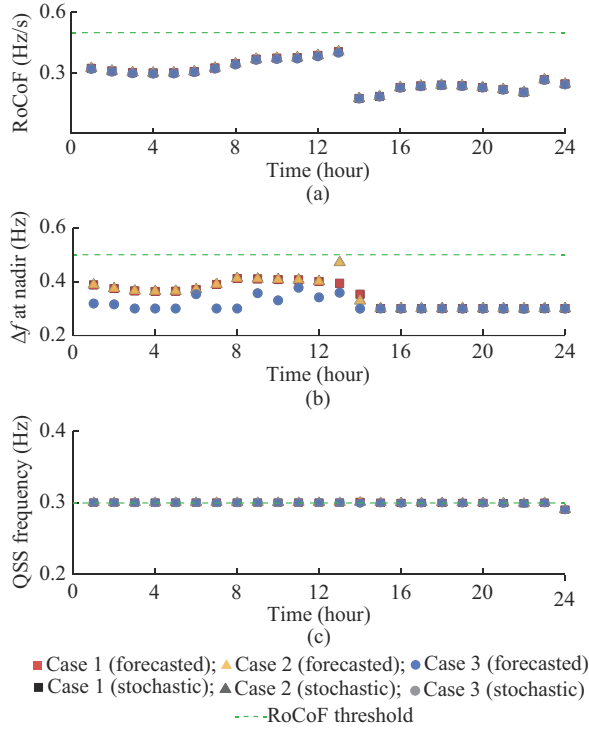 RoCoF (Hz/s)
0.6
0.3
0 4 8 12 16 20 24
Time (hour)
(a)
Δf at nadir (Hz)
0.6
0.4
0.2
0 4 8 12 16 20 24
Time (hour)
(b)
QSS frequency (Hz)
0.4
0.3
0.2
0 4 8 12 16 20 24
Time (hour)
(c)
Case 1 (forecasted); Case 2 (forecasted); Case 3 (forecasted)
Case 1 (stochastic); Case 2 (stochastic); Case 3 (stochastic)
RoCoF threshold